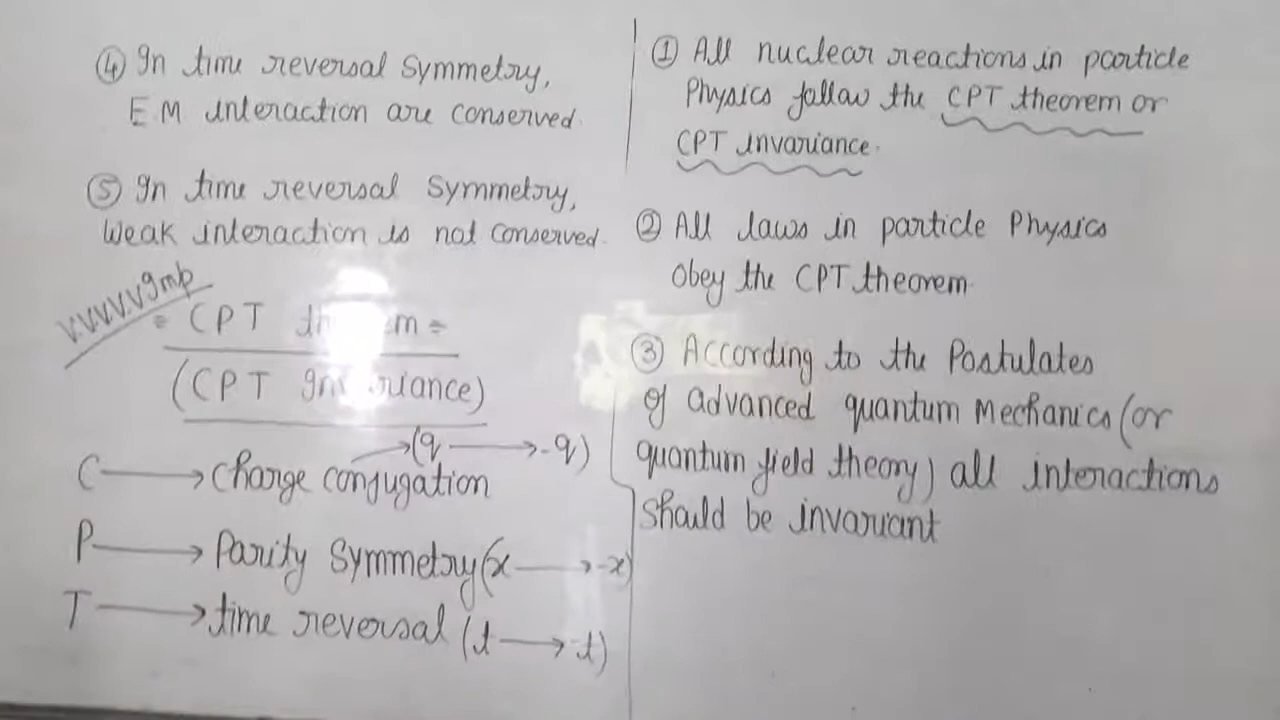 ④ In time reversal Symmetry,
E.M interaction are conserved.
⑤ In time reversal Symmetry,
Weak interaction is not conserved.
V.V.V.V.Imp
= CPT th em =
(CPT In riance)
C → Charge conjugation → (q → -q)
P → Parity Symmetry (x → -x)
T → time reversal (t → -t)
① All nuclear reactions in particle
Physics follow the CPT theorem or
CPT invariance.
② All laws in particle Physics
obey the CPT theorem.
③ According to the Postulates
of advanced quantum Mechanics (or
quantum field theory) all interactions
should be invariant